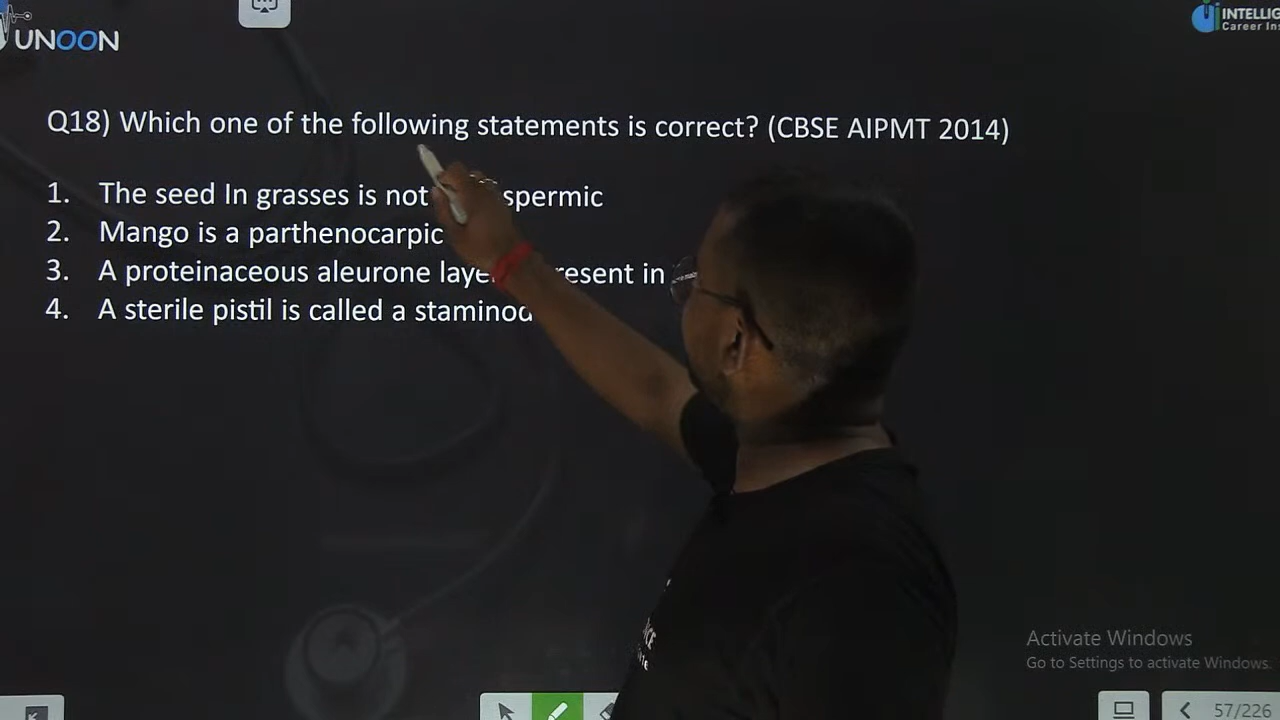 UNOON
INTELLIG
Career Ins
Q18) Which one of the following statements is correct? (CBSE AIPMT 2014)
1. The seed In grasses is not spermic
2. Mango is a parthenocarpic
3. A proteinaceous aleurone laye resent in
4. A sterile pistil is called a staminod
Activate Windows
Go to Settings to activate Windows.
57/226